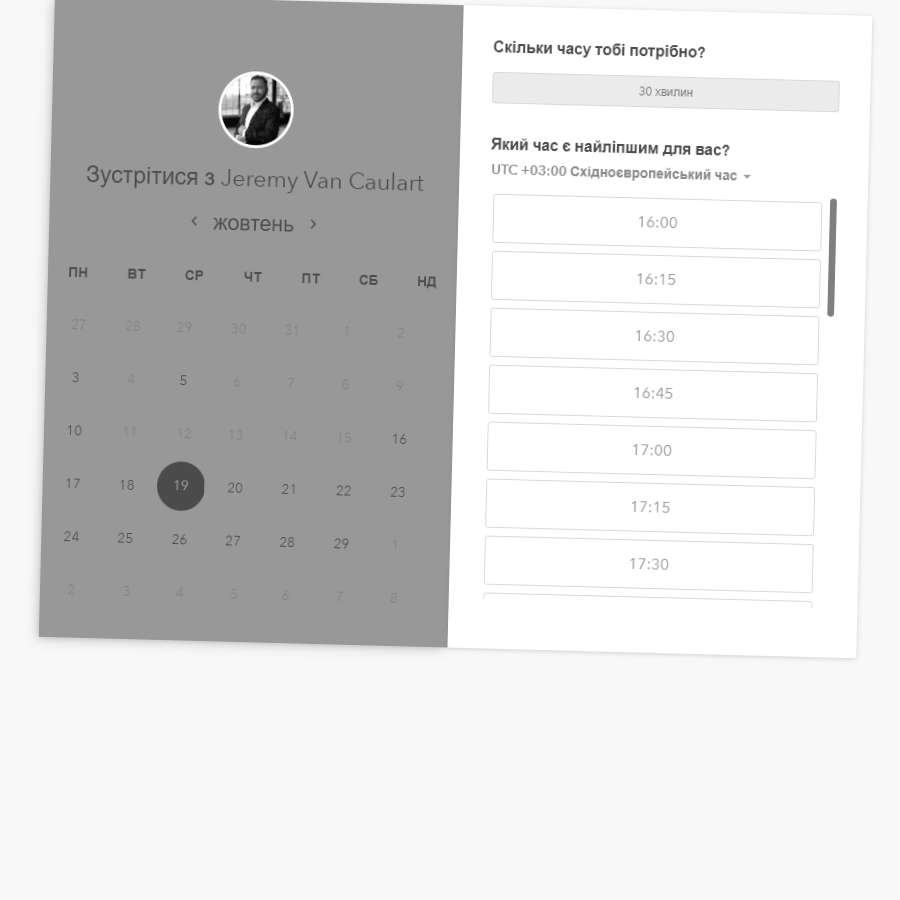 Зустрітися з Jeremy Van Caulart
жовтень
ПН ВТ СР ЧТ ПТ СБ НД
27 28 29 30 31 1 2
3 4 5 6 7 8 9
10 11 12 13 14 15 16
17 18 19 20 21 22 23
24 25 26 27 28 29 1
2 3 4 5 6 7 8
Скільки часу тобі потрібно?
30 хвилин
Який час є найліпшим для вас?
UTC +03:00 Східноєвропейський час
16:00
16:15
16:30
16:45
17:00
17:15
17:30